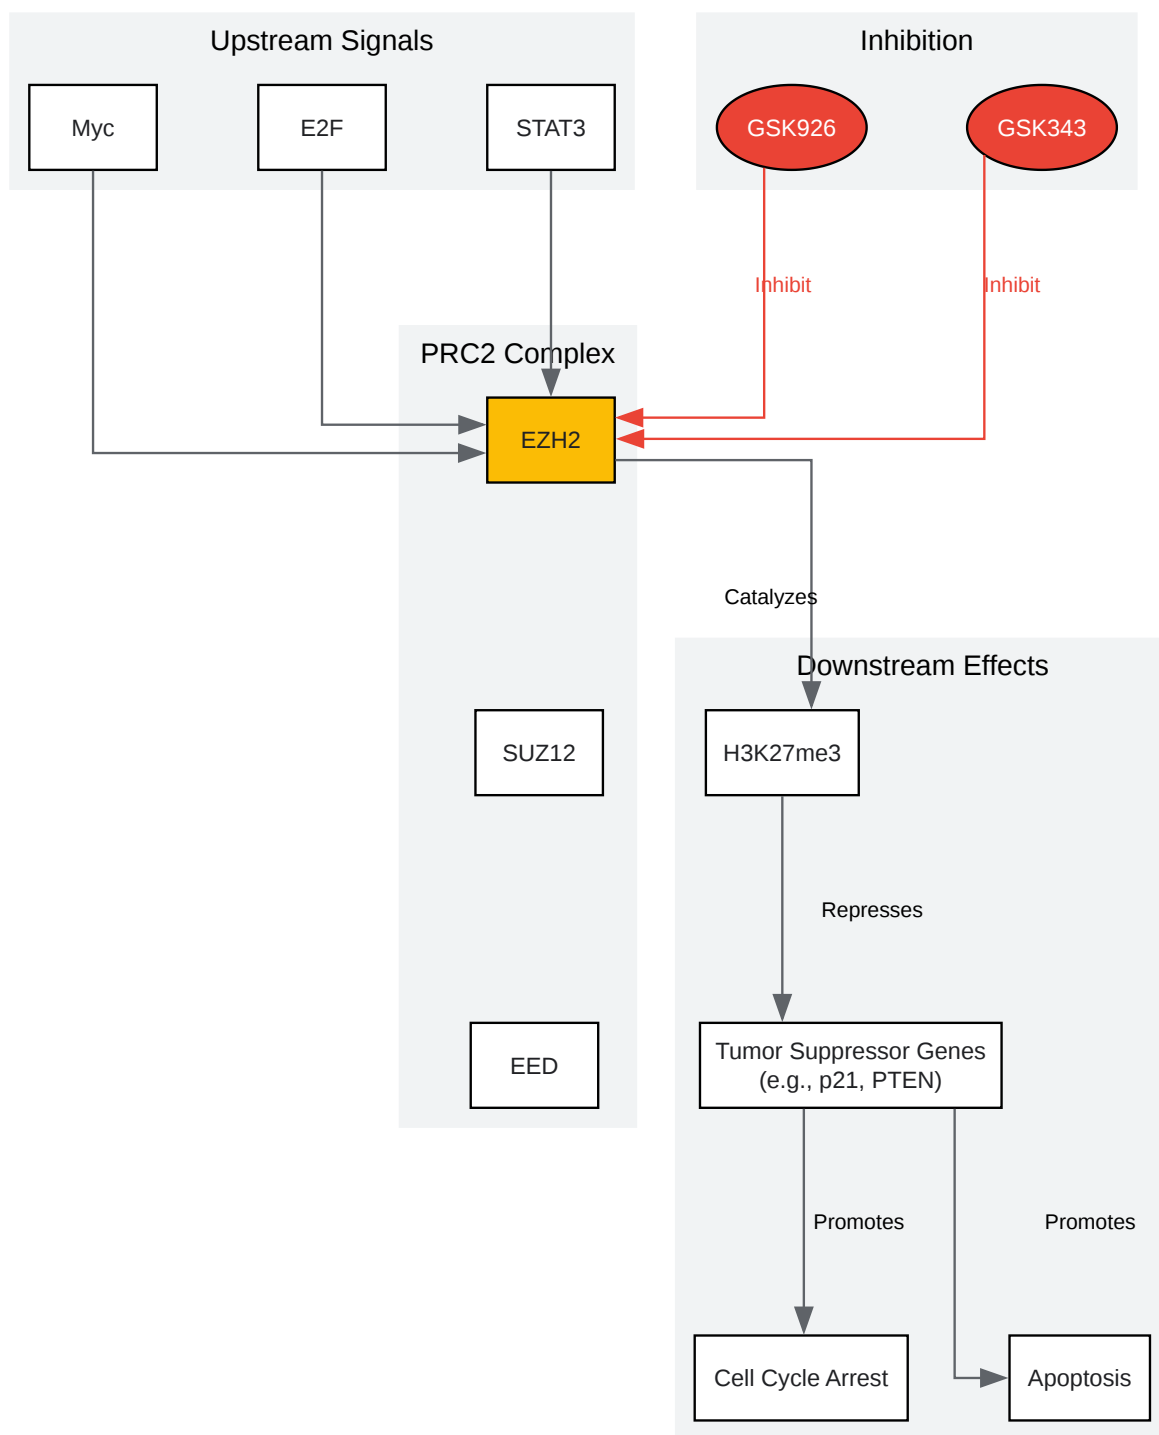 Upstream Signals
Inhibition
Myc
E2F
STAT3
GSK926
GSK343
Inhibit
Inhibit
PRC2 Complex
EZH2
Catalyzes
Downstream Effects
SUZ12
H3K27me3
Represses
EED
Tumor Suppressor Genes
(e.g., p21, PTEN)
Promotes
Promotes
Cell Cycle Arrest
Apoptosis